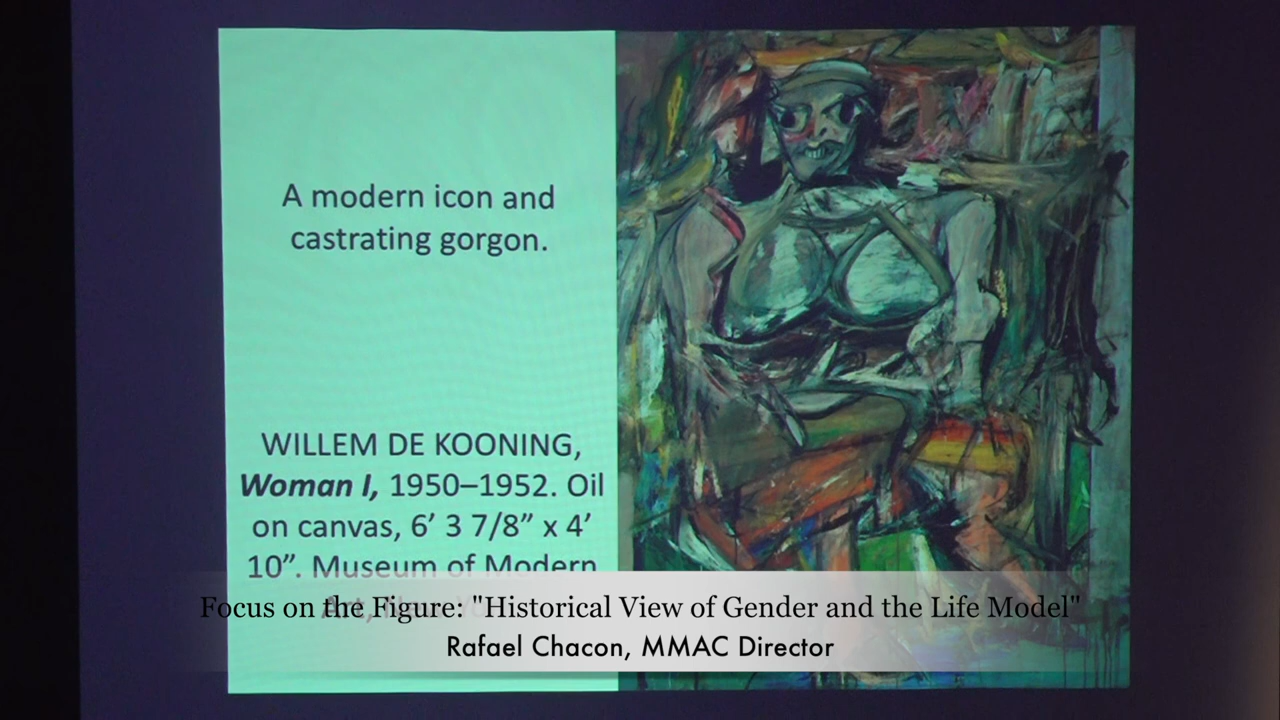 A modern icon and
castrating gorgon.
WILLEM DE KOONING,
Woman I, 1950–1952. Oil
on canvas, 6’ 3 7/8” x 4’
10”. Museum of Modern
Art,
Focus on the Figure: "Historical View of Gender and the Life Model"
Rafael Chacon, MMAC Director